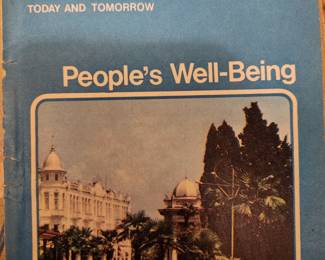 TODAY AND TOMORROW
People's Well-Being